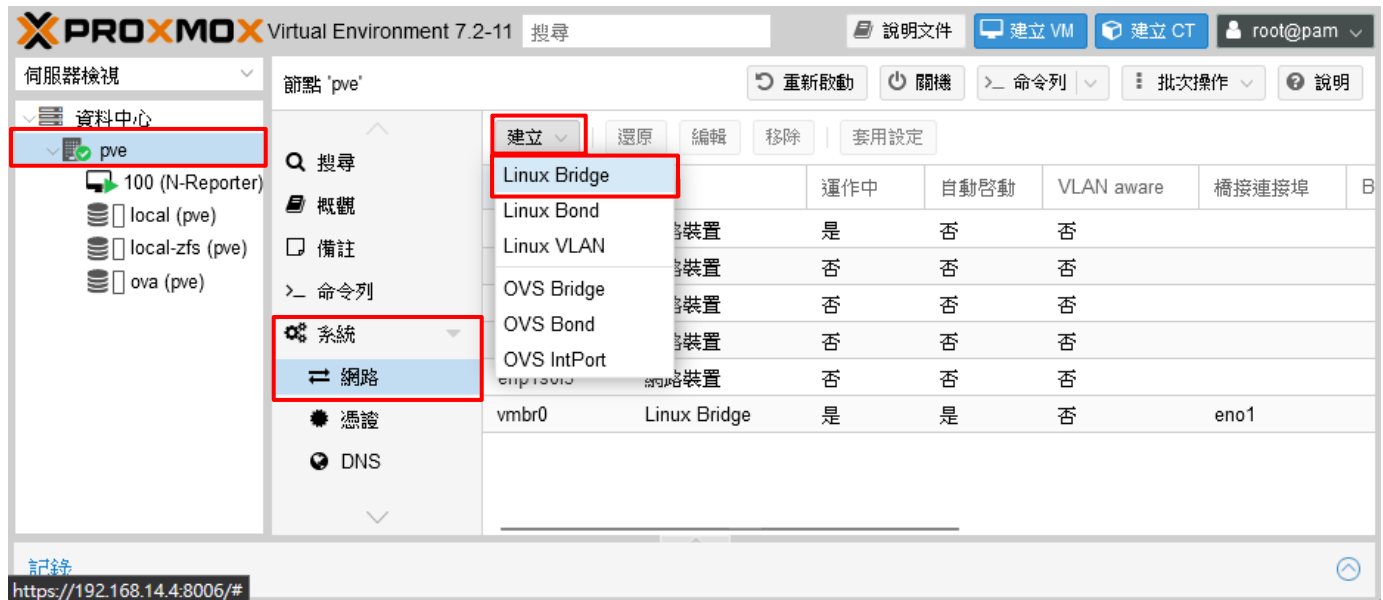 PROXMOX Virtual Environment 7.2-11 搜尋 說明文件 建立 VM 建立 CT root@pam
伺服器檢視
節點 'pve' 重新啟動 關機 >_ 命令列 批次操作 說明
資料中心
pve
100 (N-Reporter)
local (pve)
local-zfs (pve)
ova (pve)
搜尋
概觀
備註
>_ 命令列
系統
網路
憑證
DNS
建立 還原 編輯 移除 套用設定
Linux Bridge
Linux Bond
Linux VLAN
OVS Bridge
OVS Bond
OVS IntPort
運作中 自動啟動 VLAN aware 橋接連接埠 B
裝置 是 否 否
裝置 否 否 否
裝置 否 否 否
裝置 否 否 否
網路裝置 否 否 否
vmbr0 Linux Bridge 是 是 否 eno1
記錄
https://192.168.14.4:8006/#